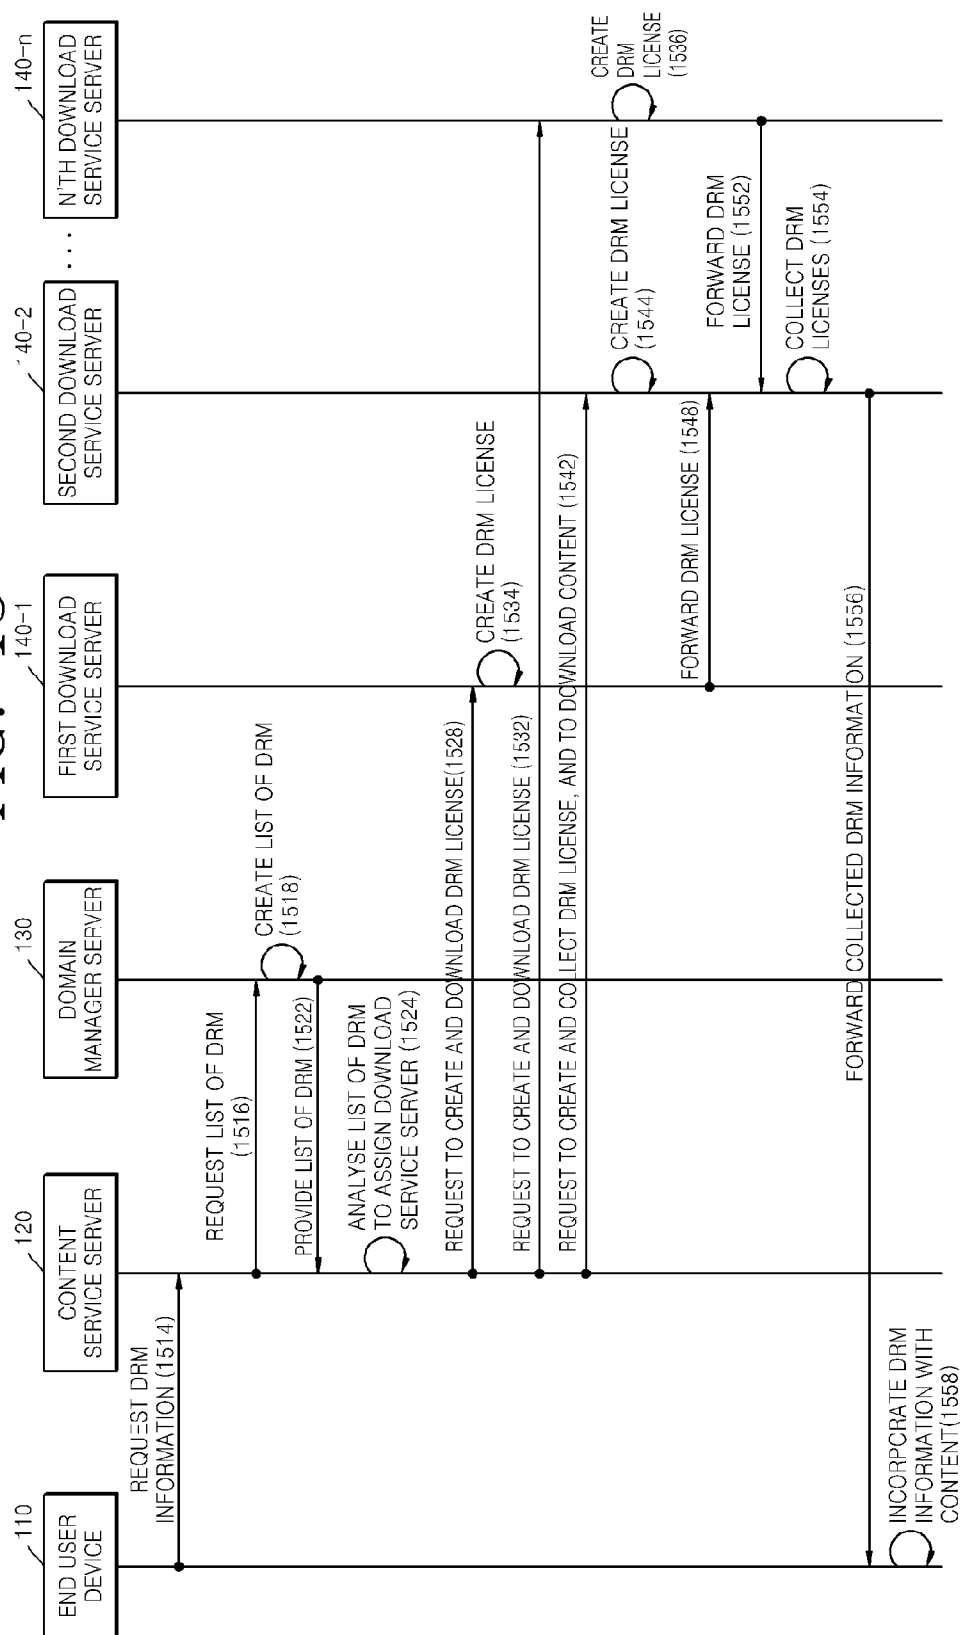 END USER
DEVICE
110
CONTENT
SERVICE SERVER
120
DOMAIN
MANAGER SERVER
130
FIRST DOWNLOAD
SERVICE SERVER
140-1
SECOND DOWNLOAD
SERVICE SERVER
140-2
...
N'TH DOWNLOAD
SERVICE SERVER
140-n
REQUEST DRM
INFORMATION (1514)
REQUEST LIST OF DRM
(1516)
CREATE LIST OF DRM
(1518)
PROVIDE LIST OF DRM (1522)
ANALYSE LIST OF DRM
TO ASSIGN DOWNLOAD
SERVICE SERVER (1524)
REQUEST TO CREATE AND DOWNLOAD DRM LICENSE(1528)
CREATE DRM LICENSE
(1534)
REQUEST TO CREATE AND DOWNLOAD DRM LICENSE (1532)
REQUEST TO CREATE AND COLLECT DRM LICENSE, AND TO DOWNLOAD CONTENT (1542)
CREATE DRM LICENSE
(1544)
CREATE
DRM
LICENSE
(1536)
FORWARD DRM LICENSE (1548)
FORWARD DRM
LICENSE (1552)
COLLECT DRM
LICENSES (1554)
FORWARD COLLECTED DRM INFORMATION (1556)
INCORPCRATE DRM
INFORMATION WITH
CONTENT(1558)